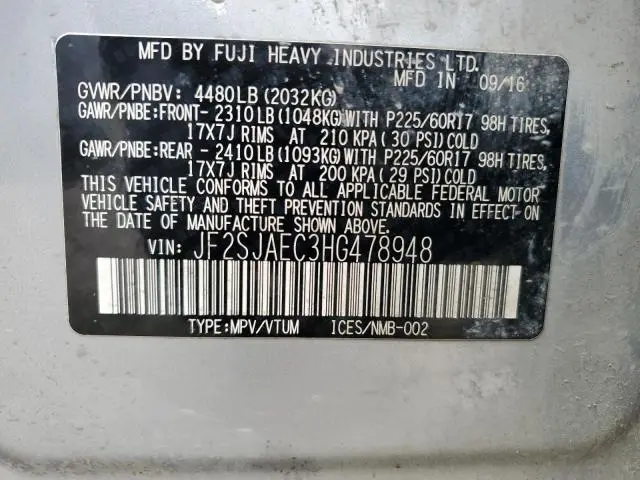 MFD BY FUJI HEAVY INDUSTRIES LTD.
MFD IN 09/16
GVWR/PNBV: 4480LB(2032KG)
GAWR/PNBE:FRONT- 2310LB(1048KG)WITH P225/60R17 98H TIRES,
17X7J RIMS AT 210 KPA(30 PSI)COLD
GAWR/PNBE:REAR - 2410LB(1093KG)WITH P225/60R17 98H TIRES,
17X7J RIMS AT 200 KPA(29 PSI)COLD
THIS VEHICLE CONFORMS TO ALL APPLICABLE FEDERAL MOTOR
VEHICLE SAFETY AND THEFT PREVENTION STANDARDS IN EFFECT ON
THE DATE OF MANUFACTURE SHOWN ABOVE.
VIN: JF2SJAEC3HG478948
TYPE:MPV/VTUM ICES/NMB-002